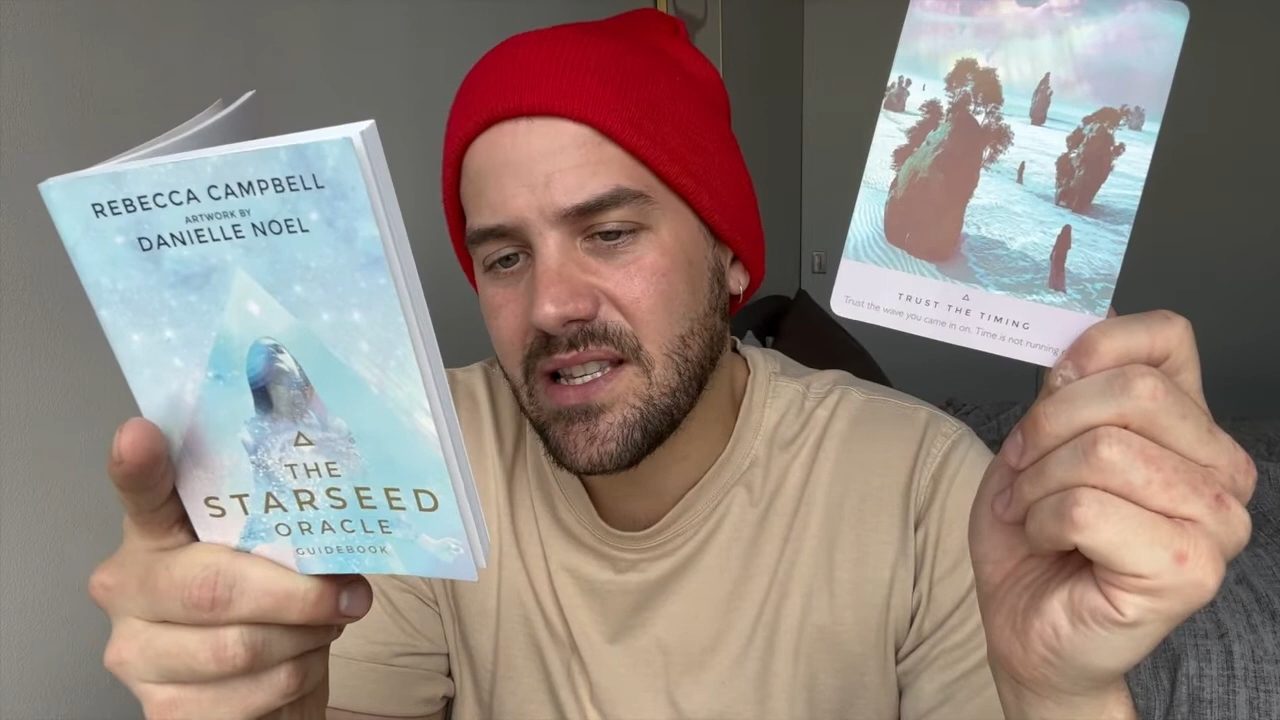 REBECCA CAMPBELL
ARTWORK BY
DANIELLE NOEL
THE
STARSEED
ORACLE
GUIDEBOOK
TRUST THE TIMING
Trust the wave you came in on. Time is not running